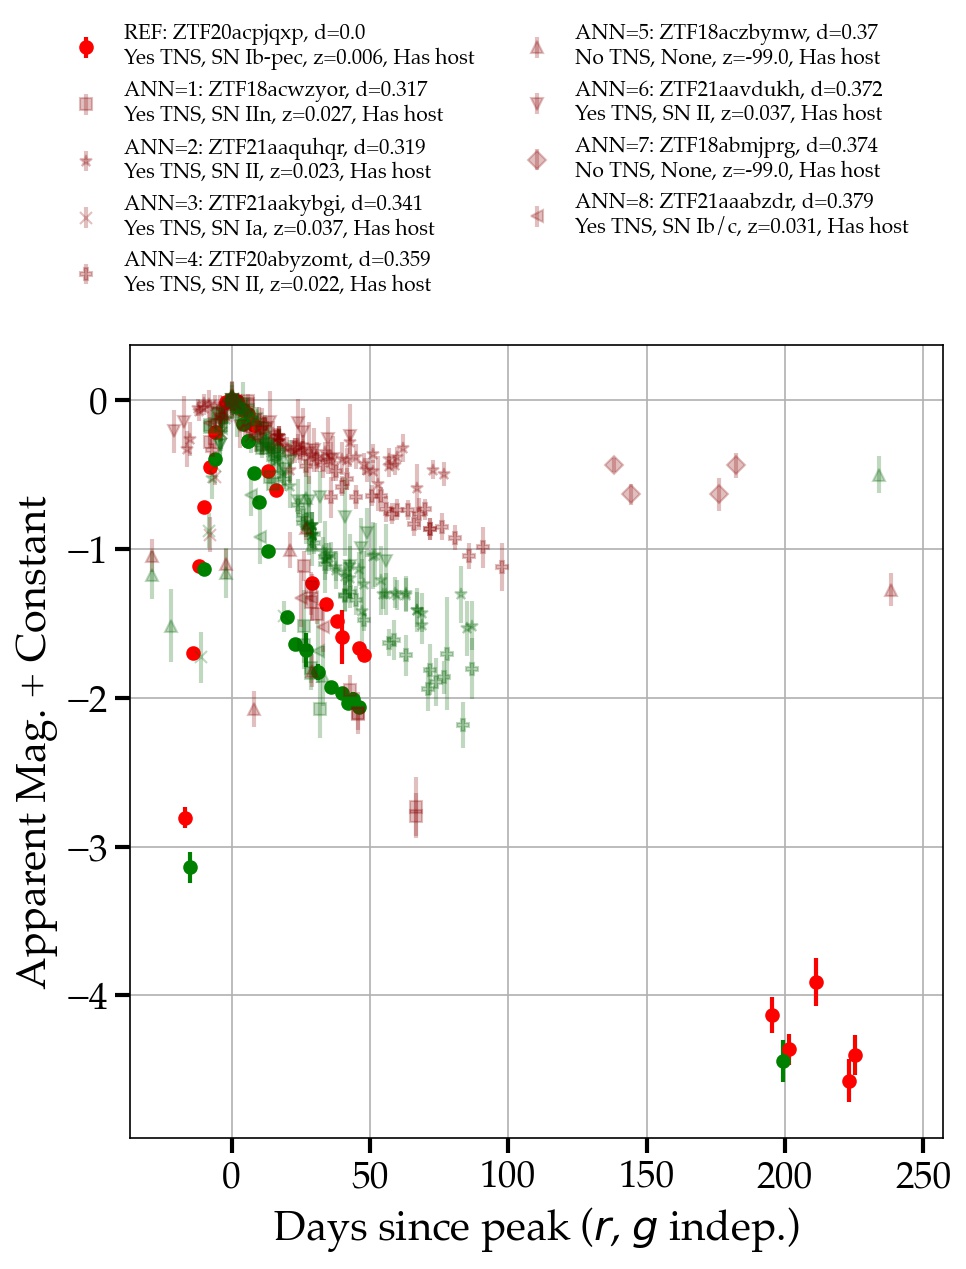 REF: ZTF20acpjqxp, d=0.0
Yes TNS, SN Ib-pec, z=0.006, Has host
ANN=1: ZTF18acwzyor, d=0.317
Yes TNS, SN IIn, z=0.027, Has host
ANN=2: ZTF21aaquhqr, d=0.319
Yes TNS, SN II, z=0.023, Has host
ANN=3: ZTF21aakybgi, d=0.341
Yes TNS, SN Ia, z=0.037, Has host
ANN=4: ZTF20abyzomt, d=0.359
Yes TNS, SN II, z=0.022, Has host
ANN=5: ZTF18aczbymw, d=0.37
No TNS, None, z=-99.0, Has host
ANN=6: ZTF21aavdukh, d=0.372
Yes TNS, SN II, z=0.037, Has host
ANN=7: ZTF18abmjprg, d=0.374
No TNS, None, z=-99.0, Has host
ANN=8: ZTF21aaabzdr, d=0.379
Yes TNS, SN Ib/c, z=0.031, Has host
Apparent Mag. + Constant
0
−1
−2
−3
−4
0
50
100
150
200
250
Days since peak (r, g indep.)